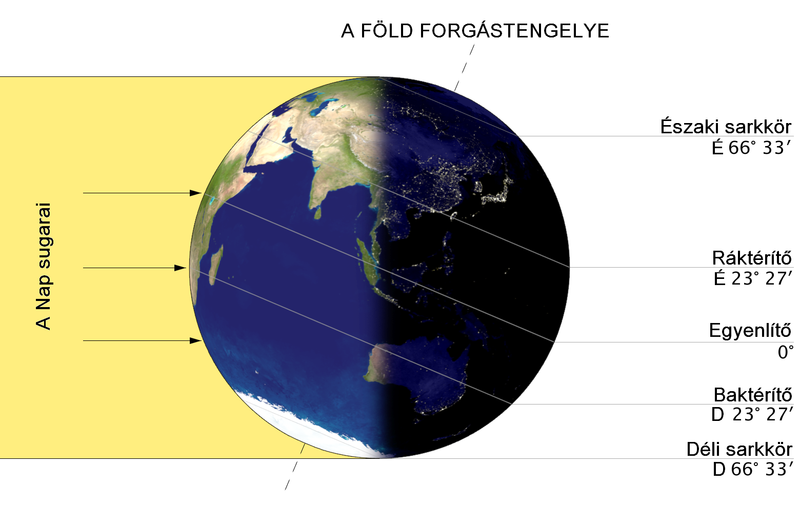 A FÖLD FORGÁSTENGELYE
A Nap sugarai
Északi sarkkör
É 66° 33′
Ráktérítő
É 23° 27′
Egyenlítő
0°
Baktérítő
D 23° 27′
Déli sarkkör
D 66° 33′